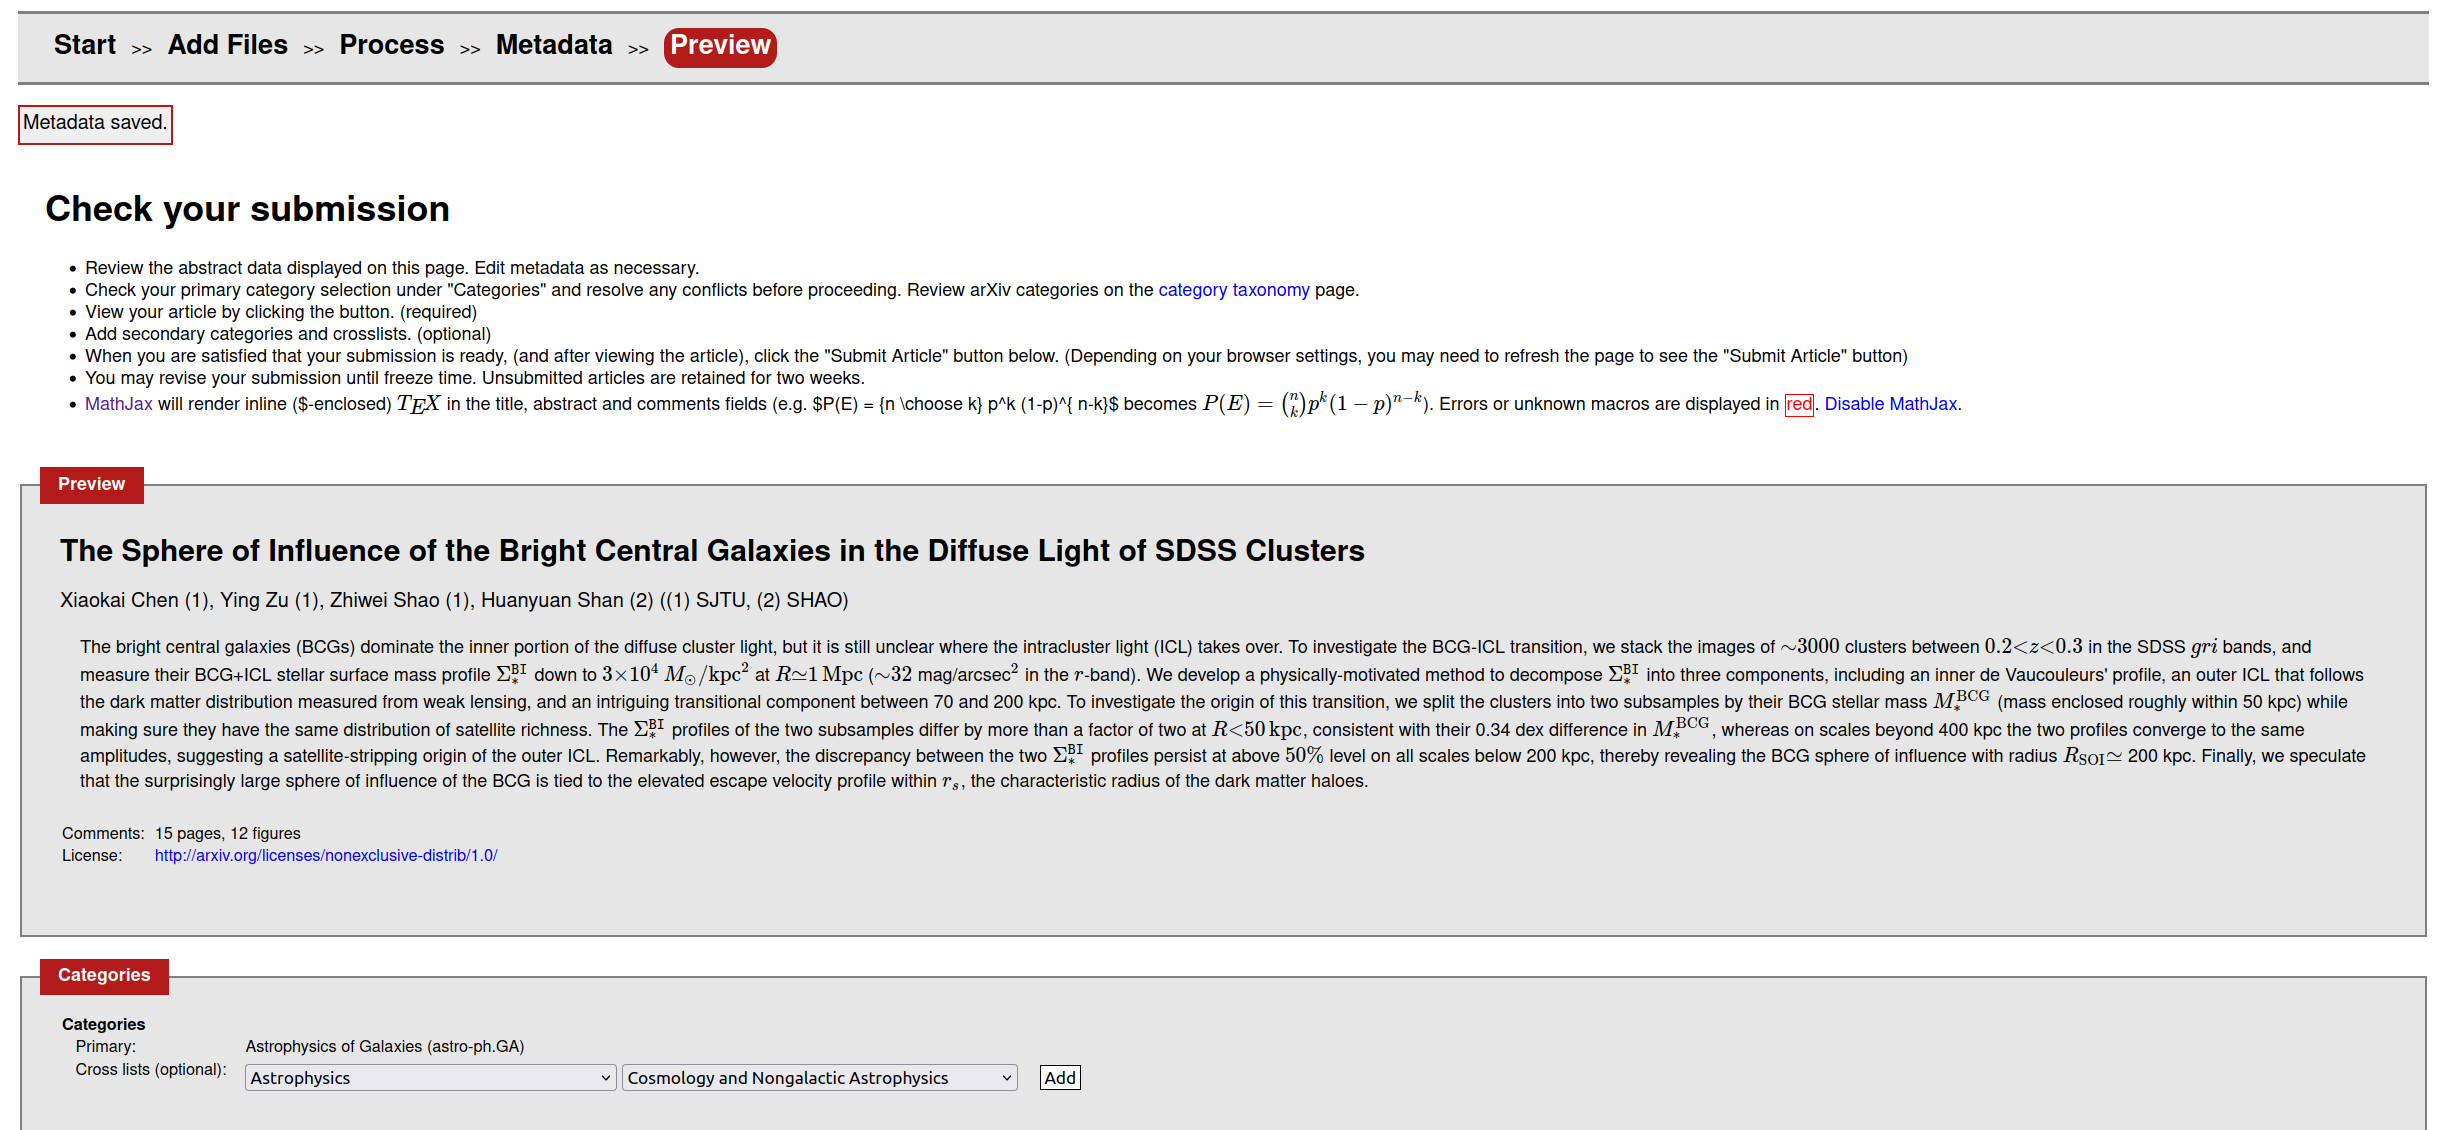 Start >> Add Files >> Process >> Metadata >> Preview
Metadata saved.
Check your submission
• Review the abstract data displayed on this page. Edit metadata as necessary.
• Check your primary category selection under "Categories" and resolve any conflicts before proceeding. Review arXiv categories on the category taxonomy page.
• View your article by clicking the button. (required)
• Add secondary categories and crosslists. (optional)
• When you are satisfied that your submission is ready, (and after viewing the article), click the "Submit Article" button below. (Depending on your browser settings, you may need to refresh the page to see the "Submit Article" button)
• You may revise your submission until freeze time. Unsubmitted articles are retained for two weeks.
• MathJax will render inline ($-enclosed) TEX in the title, abstract and comments fields (e.g. $P(E) = {n \choose k} p^k (1-p)^{ n-k}$ becomes $P(E) = \binom{n}{k} p^k (1-p)^{n-k}$). Errors or unknown macros are displayed in red. Disable MathJax.
Preview
The Sphere of Influence of the Bright Central Galaxies in the Diffuse Light of SDSS Clusters
Xiaokai Chen (1), Ying Zu (1), Zhiwei Shao (1), Huanyuan Shan (2) ((1) SJTU, (2) SHAO)
The bright central galaxies (BCGs) dominate the inner portion of the diffuse cluster light, but it is still unclear where the intracluster light (ICL) takes over. To investigate the BCG-ICL transition, we stack the images of ∼3000 clusters between 0.2<z<0.3 in the SDSS gri bands, and
measure their BCG+ICL stellar surface mass profile $\Sigma_*^{\texttt{BI}}$ down to $3{\times}10^4\,M_\odot/\mathrm{kpc}^2$ at $R{\simeq}1\,\mathrm{Mpc}$ (∼32 mag/arcsec² in the r-band). We develop a physically-motivated method to decompose $\Sigma_*^{\texttt{BI}}$ into three components, including an inner de Vaucouleurs' profile, an outer ICL that follows
the dark matter distribution measured from weak lensing, and an intriguing transitional component between 70 and 200 kpc. To investigate the origin of this transition, we split the clusters into two subsamples by their BCG stellar mass $M_*^{\mathrm{BCG}}$ (mass enclosed roughly within 50 kpc) while
making sure they have the same distribution of satellite richness. The $\Sigma_*^{\texttt{BI}}$ profiles of the two subsamples differ by more than a factor of two at $R{<}50\,\mathrm{kpc}$, consistent with their 0.34 dex difference in $M_*^{\mathrm{BCG}}$, whereas on scales beyond 400 kpc the two profiles converge to the same
amplitudes, suggesting a satellite-stripping origin of the outer ICL. Remarkably, however, the discrepancy between the two $\Sigma_*^{\texttt{BI}}$ profiles persist at above 50% level on all scales below 200 kpc, thereby revealing the BCG sphere of influence with radius $R_{\mathrm{SOI}}{\simeq}$ 200 kpc. Finally, we speculate
that the surprisingly large sphere of influence of the BCG is tied to the elevated escape velocity profile within $r_s$, the characteristic radius of the dark matter haloes.
Comments: 15 pages, 12 figures
License: http://arxiv.org/licenses/nonexclusive-distrib/1.0/
Categories
Categories
Primary: Astrophysics of Galaxies (astro-ph.GA)
Cross lists (optional): Astrophysics Cosmology and Nongalactic Astrophysics Add